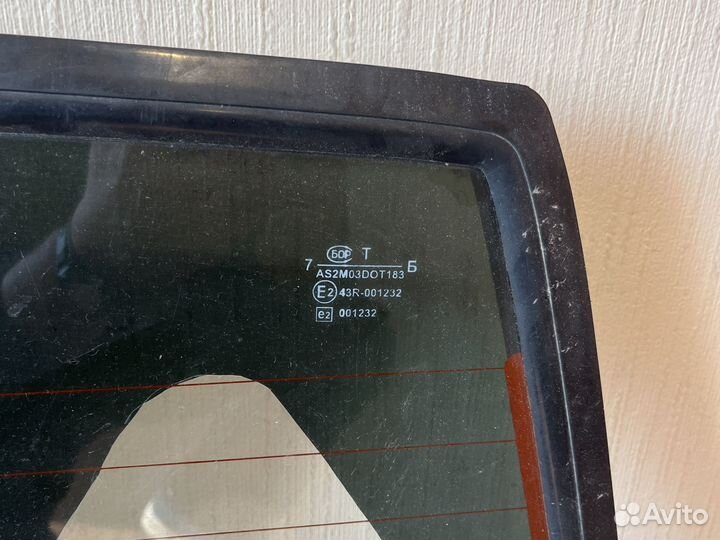 БОР Т
7 Б
AS2M03DOT183
E2 43R-001232
e2 001232
Avito